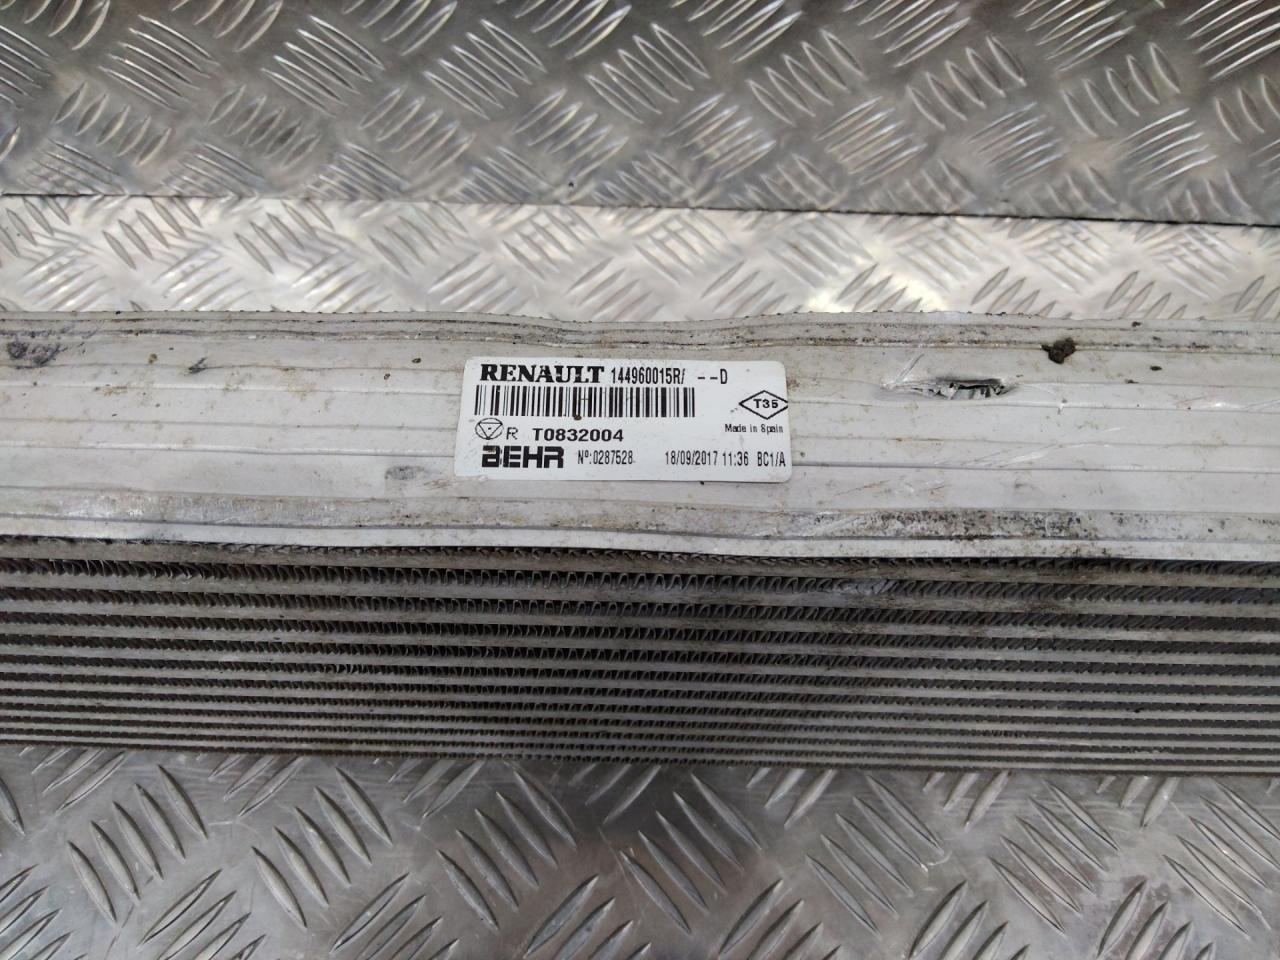 RENAULT 144960015R/ --D
T35
R T0832004
Made in Spain
BEHR Nº:0287528 18/09/2017 11:36 BC1/A